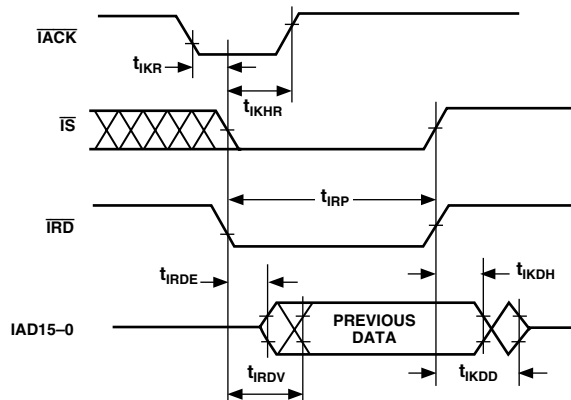 IACK
tIKR
tIKHR
IS
tIRP
IRD
tIRDE
tIKDH
IAD15–0
PREVIOUS
DATA
tIKDD
tIRDV